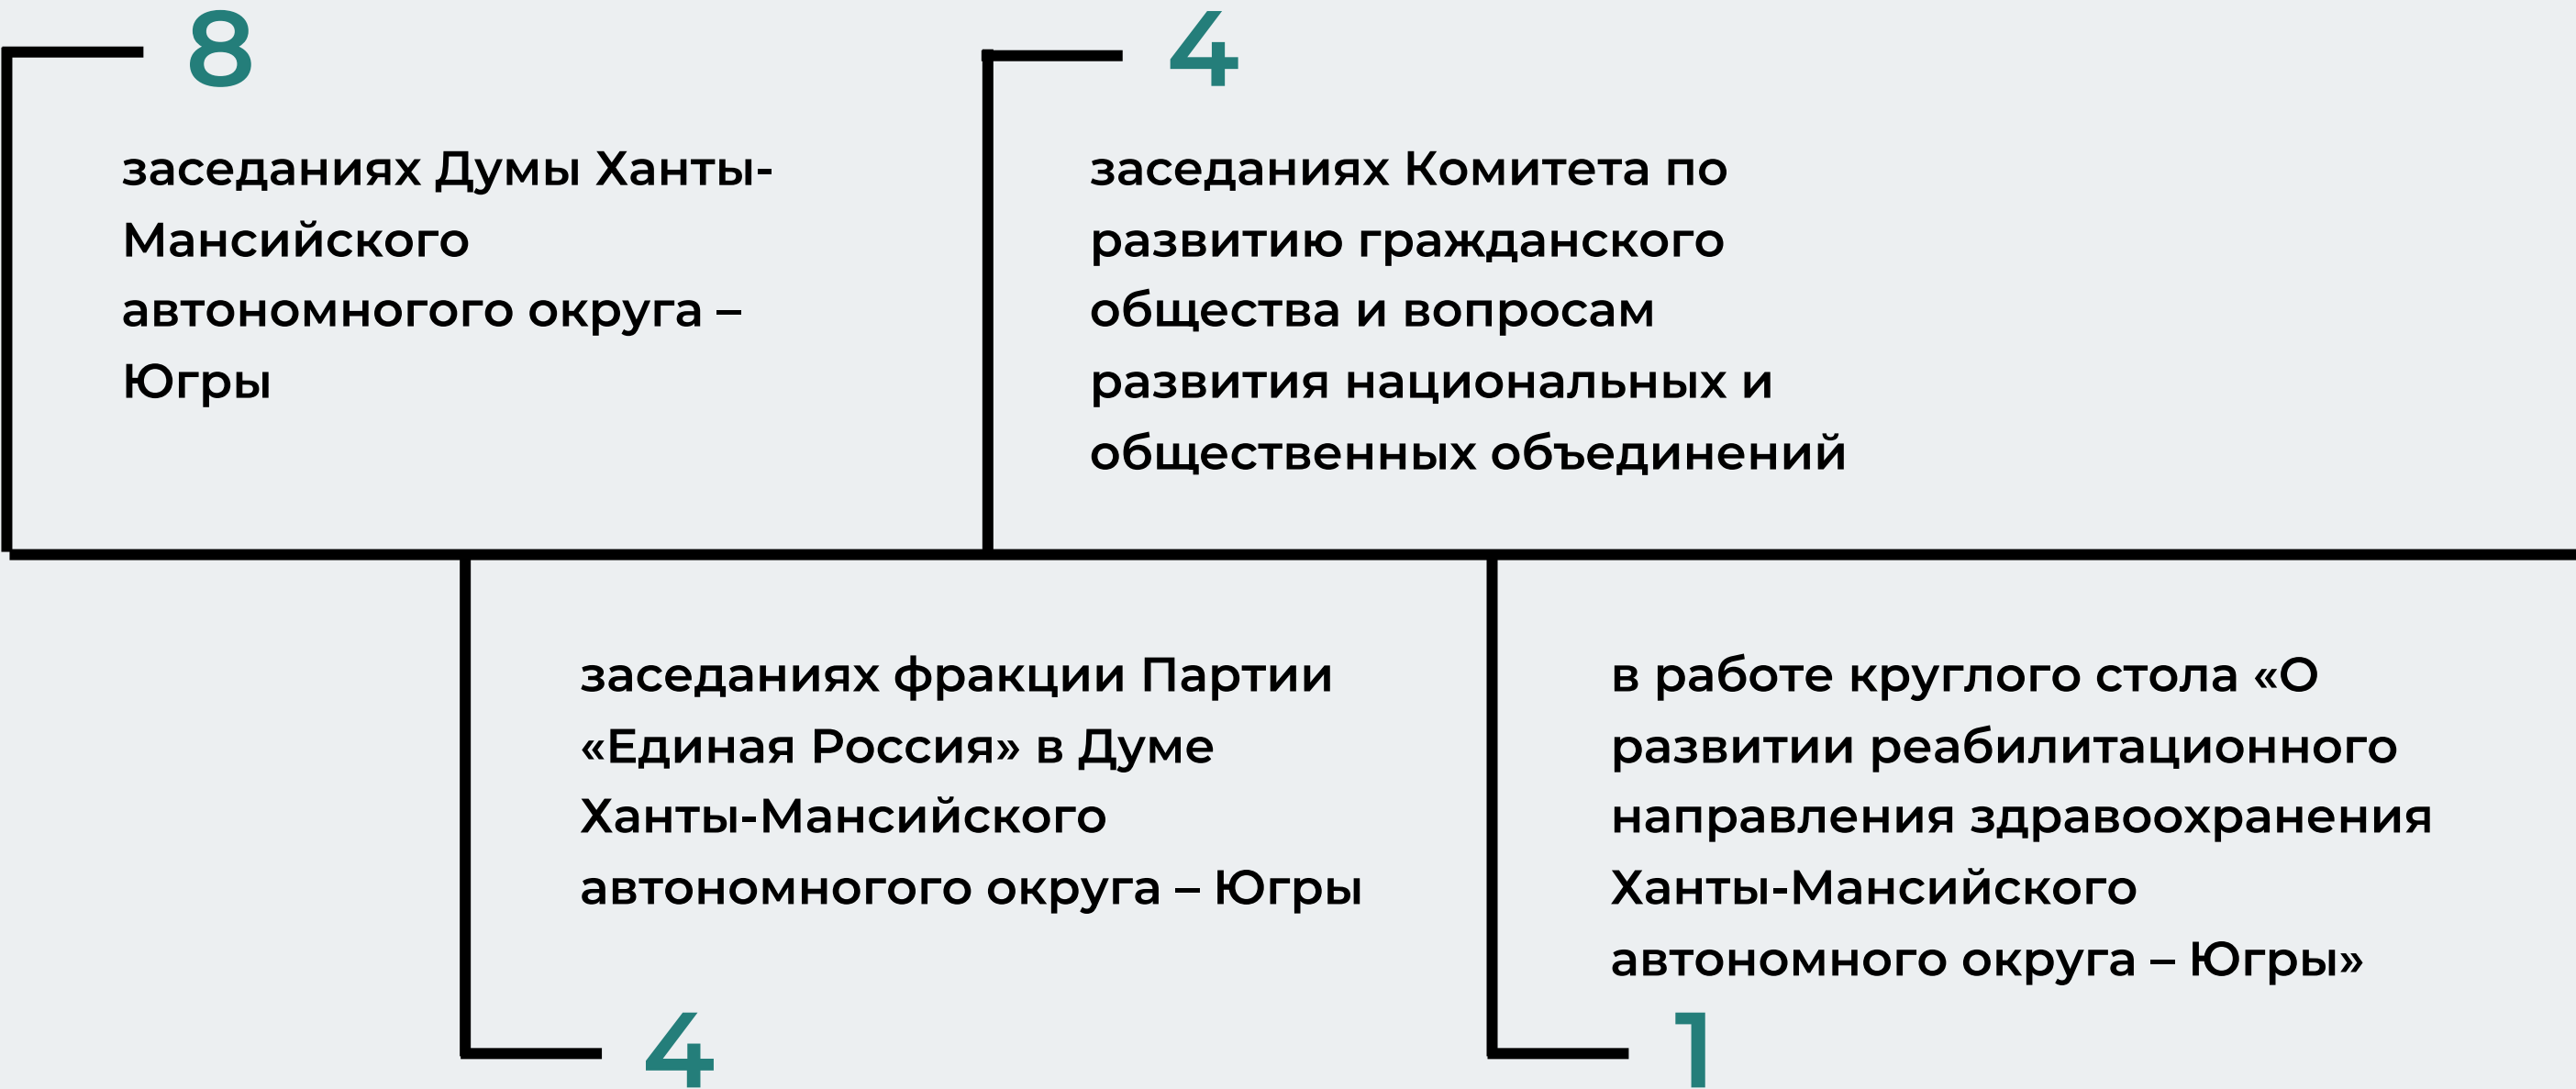 8
заседаниях Думы Ханты-
Мансийского
автономногого округа –
Югры
4
заседаниях Комитета по
развитию гражданского
общества и вопросам
развития национальных и
общественных объединений
заседаниях фракции Партии
«Единая Россия» в Думе
Ханты-Мансийского
автономногого округа – Югры
4
в работе круглого стола «О
развитии реабилитационного
направления здравоохранения
Ханты-Мансийского
автономного округа – Югры»
1